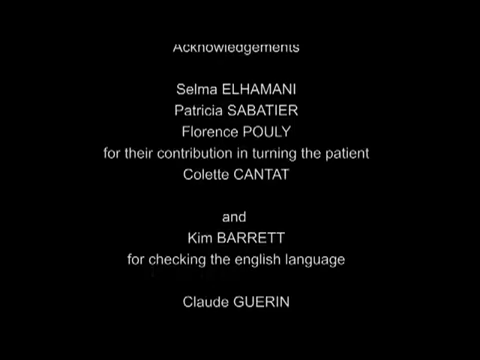 Acknowledgements
Selma ELHAMANI
Patricia SABATIER
Florence POULY
for their contribution in turning the patient
Colette CANTAT
and
Kim BARRETT
for checking the english language
Claude GUERIN